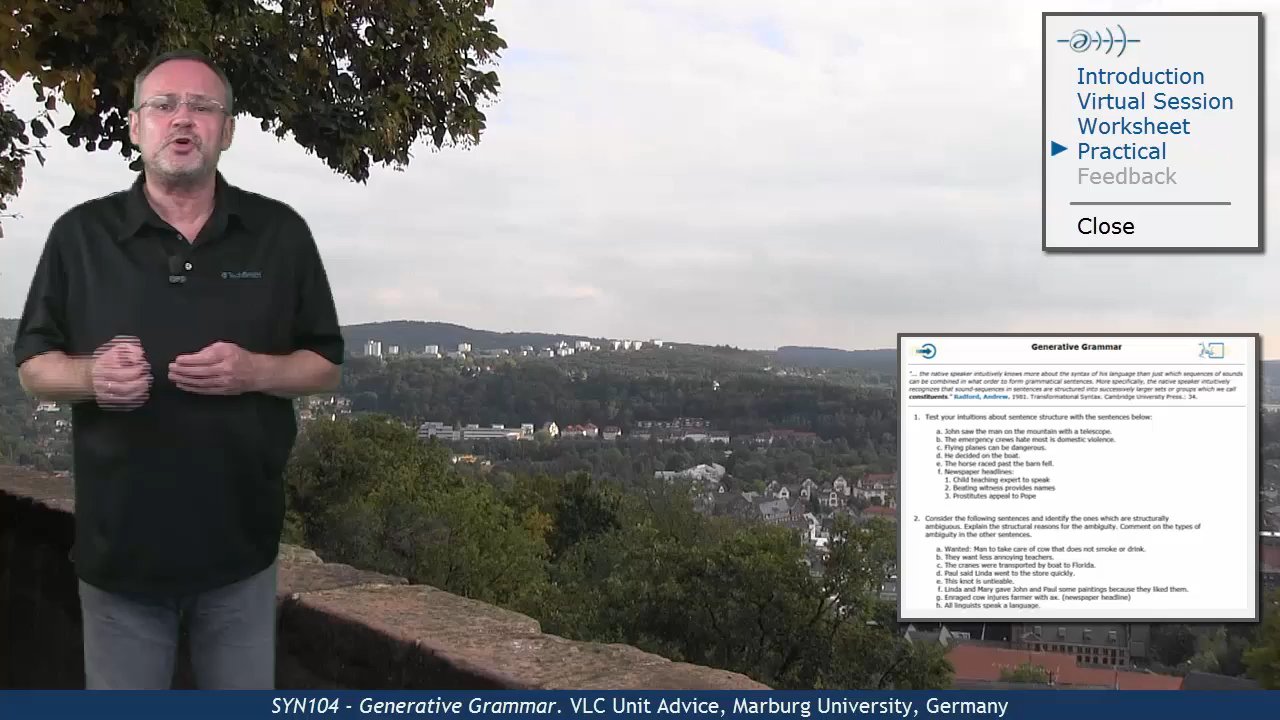 Introduction
Virtual Session
Worksheet
Practical
Feedback
Close
Generative Grammar
"... the native speaker intuitively knows more about the syntax of his language than just which sequences of sounds
can be combined in what order to form grammatical sentences. More specifically, the native speaker intuitively
recognizes that sound-sequences in sentences are structured into successively larger sets or groups which we call
constituents." Radford, Andrew. 1981. Transformational Syntax. Cambridge University Press.: 34.
1. Test your intuitions about sentence structure with the sentences below:
a. John saw the man on the mountain with a telescope.
b. The emergency crews hate most is domestic violence.
c. Flying planes can be dangerous.
d. He decided on the boat.
e. The horse raced past the barn fell.
f. Newspaper headlines:
1. Child teaching expert to speak
2. Beating witness provides names
3. Prostitutes appeal to Pope
2. Consider the following sentences and identify the ones which are structurally
ambiguous. Explain the structural reasons for the ambiguity. Comment on the types of
ambiguity in the other sentences.
a. Wanted: Man to take care of cow that does not smoke or drink.
b. They want less annoying teachers.
c. The cranes were transported by boat to Florida.
d. Paul said Linda went to the store quickly.
e. This knot is untieable.
f. Linda and Mary gave John and Paul some paintings because they liked them.
g. Enraged cow injures farmer with ax. (newspaper headline)
h. All linguists speak a language.
SYN104 - Generative Grammar. VLC Unit Advice, Marburg University, Germany